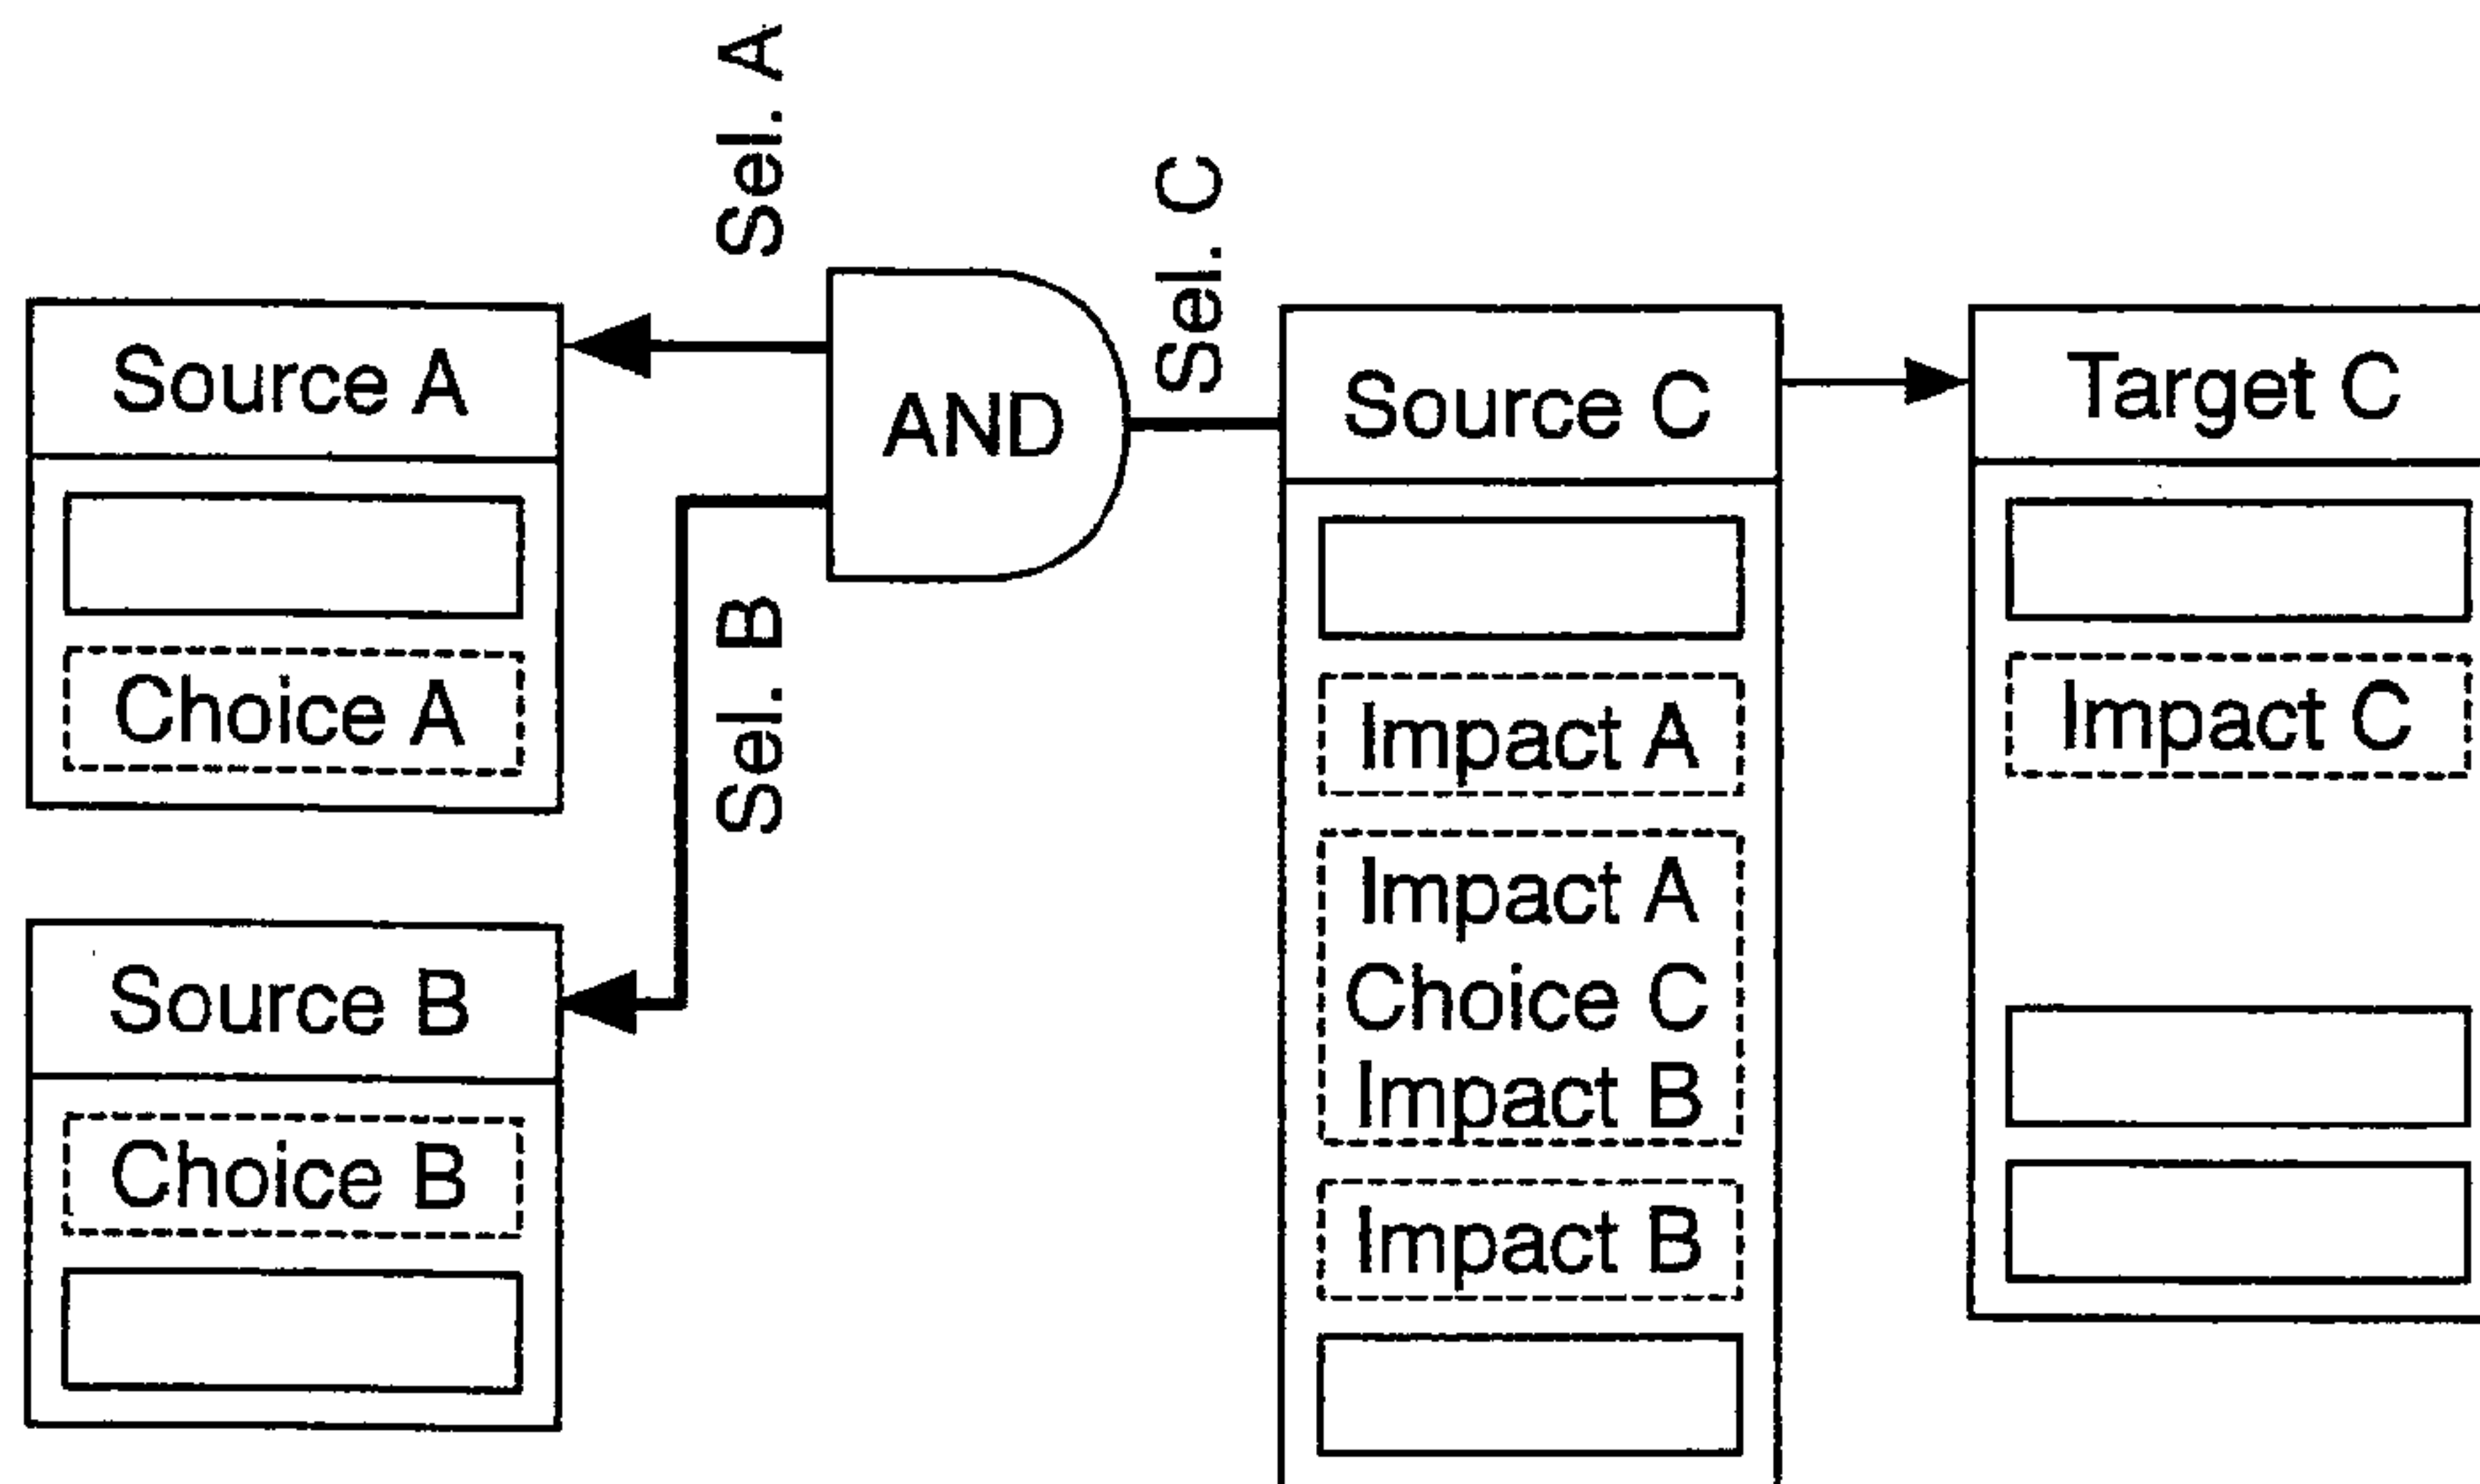 Sel. A
Sel. C
Source A
AND
Source C
Target C
Choice A
Sel. B
Impact A
Impact C
Impact A
Choice C
Impact B
Source B
Choice B
Impact B